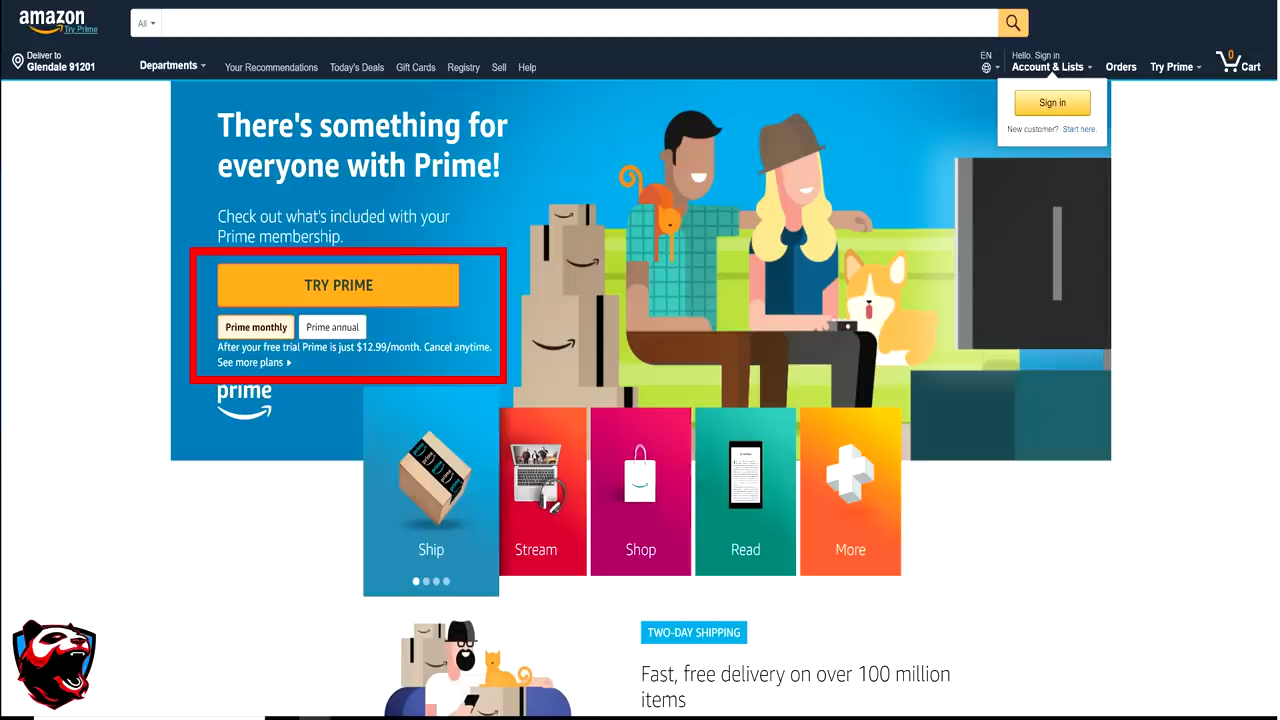 amazon
Try Prime
All
Deliver to
Glendale 91201
Departments
Your Recommendations
Today's Deals
Gift Cards
Registry
Sell
Help
EN
Hello. Sign in
Account & Lists
Orders
Try Prime
0
Cart
Sign in
New customer? Start here.
There's something for
everyone with Prime!
Check out what's included with your
Prime membership.
TRY PRIME
Prime monthly
Prime annual
After your free trial Prime is just $12.99/month. Cancel anytime.
See more plans
prime
Ship
Stream
Shop
Read
More
TWO-DAY SHIPPING
Fast, free delivery on over 100 million
items